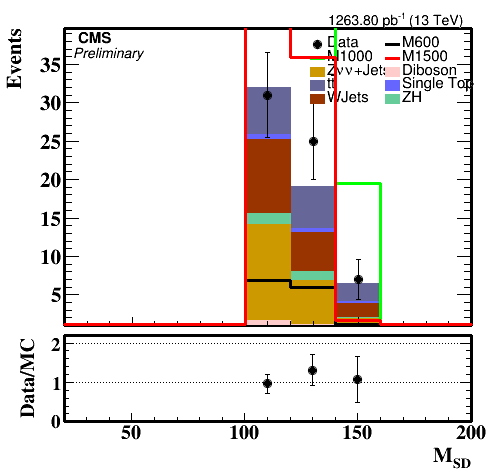 1263.80 pb⁻¹ (13 TeV)
CMS
Preliminary
Data
M600
M1000
M1500
Zνν+Jets
Diboson
tt
Single Top
WJets
ZH
Events
35
30
25
20
15
10
5
Data/MC
2
1
0
50
100
150
200
M_SD